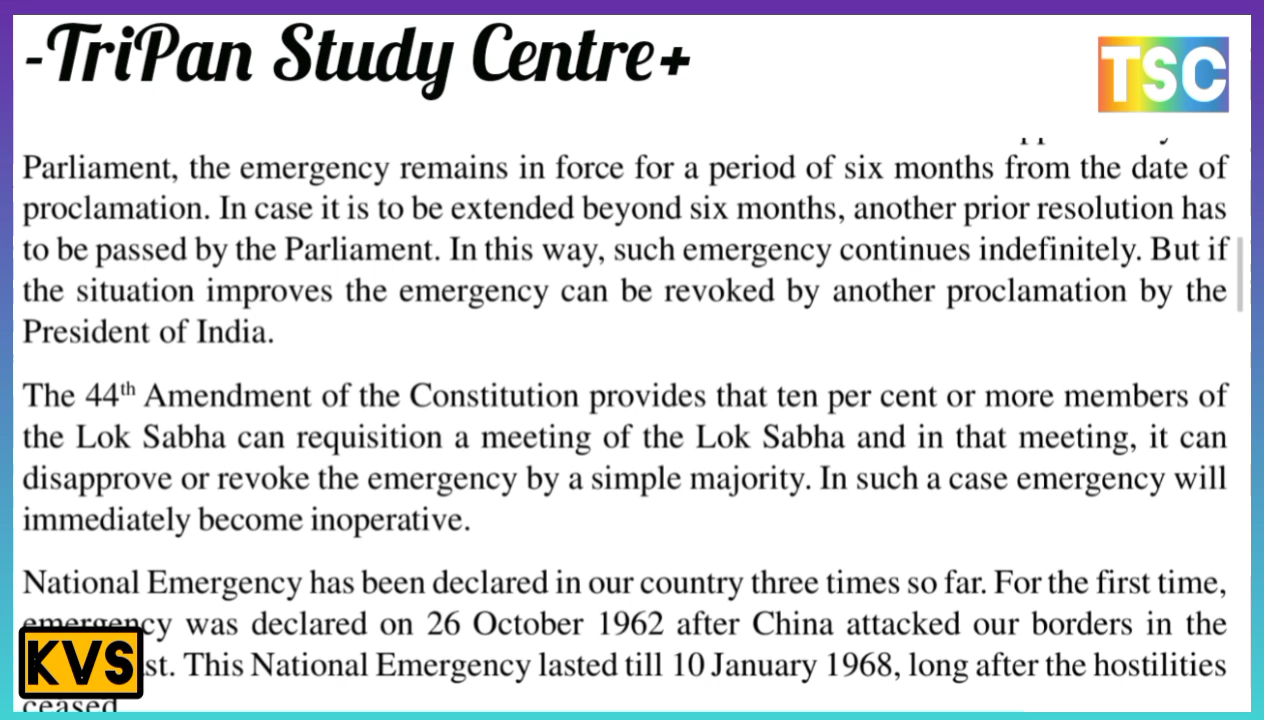 -TriPan Study Centre+
TSC
Parliament, the emergency remains in force for a period of six months from the date of
proclamation. In case it is to be extended beyond six months, another prior resolution has
to be passed by the Parliament. In this way, such emergency continues indefinitely. But if
the situation improves the emergency can be revoked by another proclamation by the
President of India.
The 44th Amendment of the Constitution provides that ten per cent or more members of
the Lok Sabha can requisition a meeting of the Lok Sabha and in that meeting, it can
disapprove or revoke the emergency by a simple majority. In such a case emergency will
immediately become inoperative.
National Emergency has been declared in our country three times so far. For the first time,
emergency was declared on 26 October 1962 after China attacked our borders in the
st. This National Emergency lasted till 10 January 1968, long after the hostilities
ceased
KVS